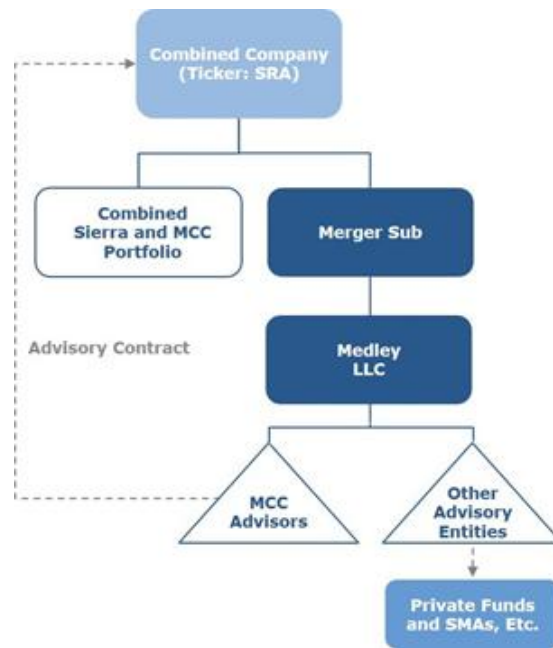 Combined Company
(Ticker: SRA)
Combined
Sierra and MCC
Portfolio
Merger Sub
Advisory Contract
Medley
LLC
MCC
Advisors
Other
Advisory
Entities
Private Funds
and SMAs, Etc.